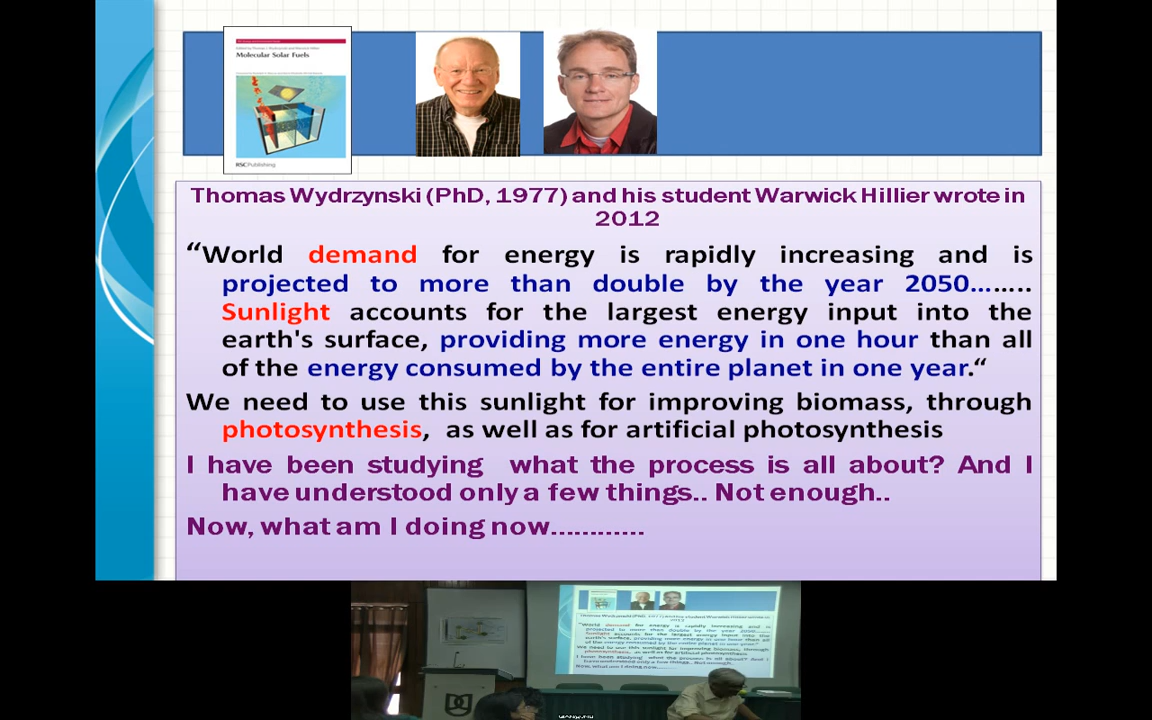 Molecular Solar Fuels
RSCPublishing
Thomas Wydrzynski (PhD, 1977) and his student Warwick Hillier wrote in
2012
“World demand for energy is rapidly increasing and is
projected to more than double by the year 2050……..
Sunlight accounts for the largest energy input into the
earth's surface, providing more energy in one hour than all
of the energy consumed by the entire planet in one year.“
We need to use this sunlight for improving biomass, through
photosynthesis, as well as for artificial photosynthesis
I have been studying what the process is all about? And I
have understood only a few things.. Not enough..
Now, what am I doing now…………